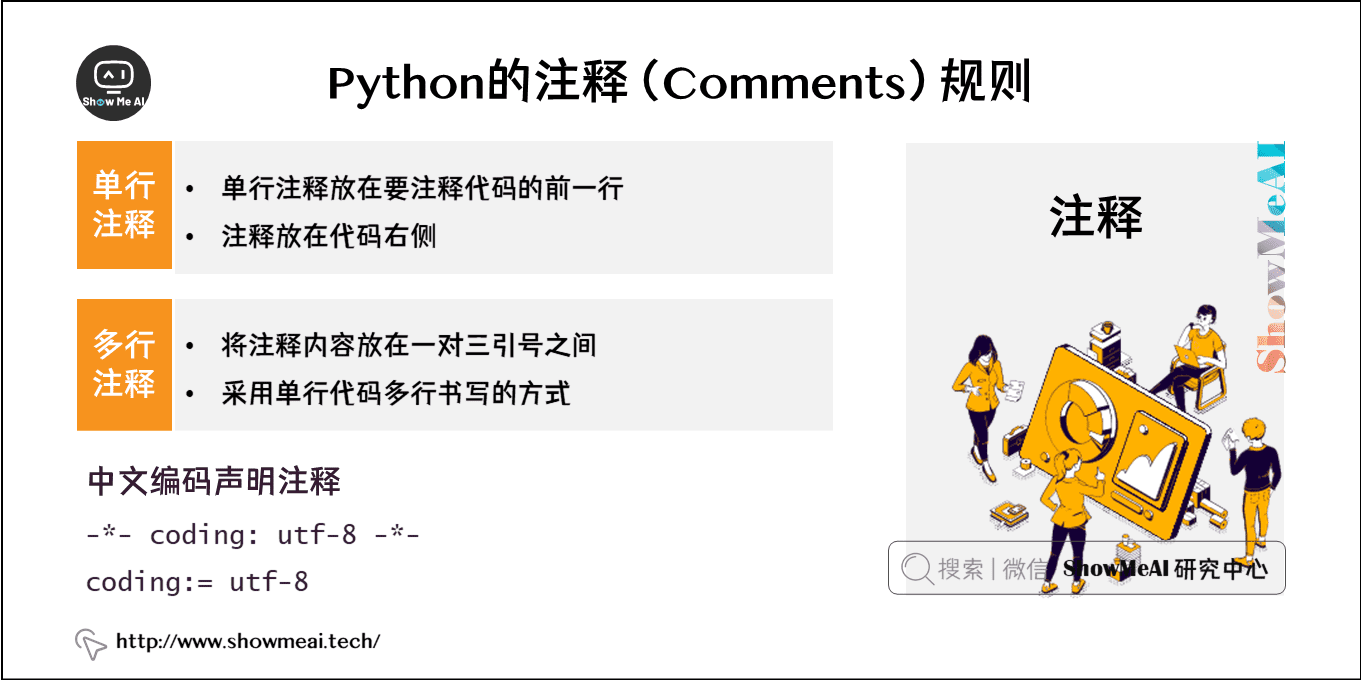 Show Me AI
Python的注释（Comments）规则
单行
注释
• 单行注释放在要注释代码的前一行
• 注释放在代码右侧
多行
注释
• 将注释内容放在一对三引号之间
• 采用单行代码多行书写的方式
中文编码声明注释
-*- coding: utf-8 -*-
coding:= utf-8
http://www.showmeai.tech/
注释
ShowMeAI
搜索 | 微信 ShowMeAI 研究中心